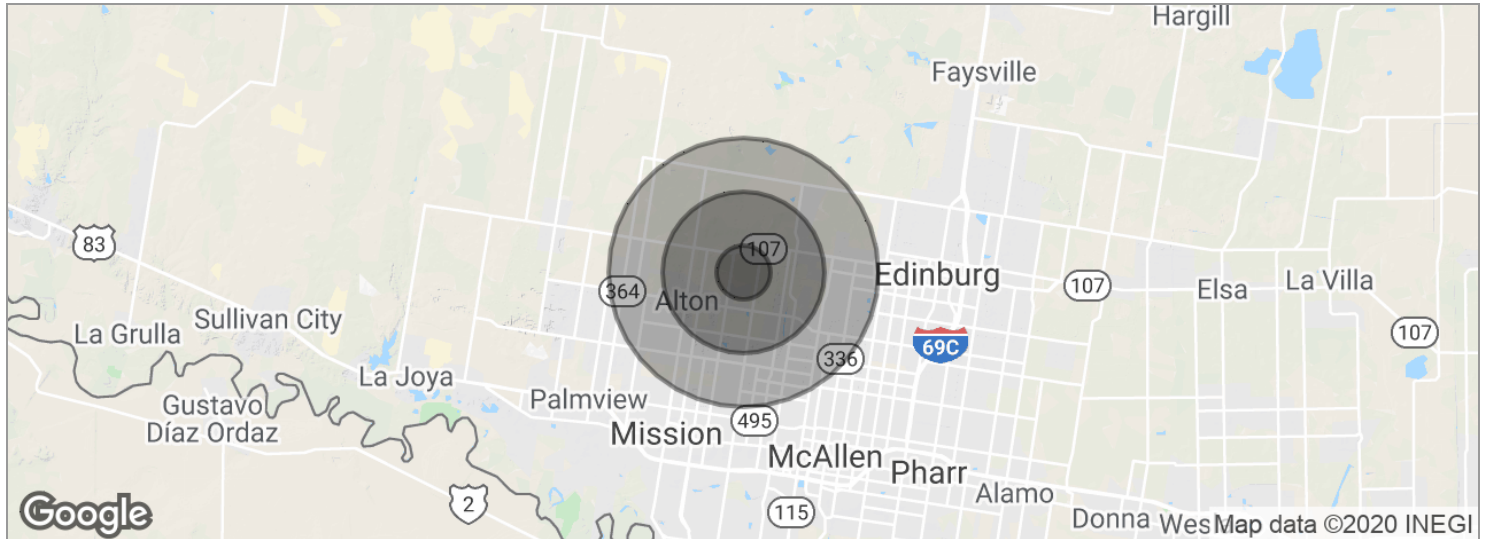 Hargill
Faysville
83
107
Edinburg
364
Alton
107
Elsa
La Villa
La Grulla
Sullivan City
107
336
69C
La Joya
Gustavo
Díaz Ordaz
Palmview
Mission
495
McAllen
Pharr
Alamo
2
115
Donna
Wes
Google
Map data ©2020 INEGI